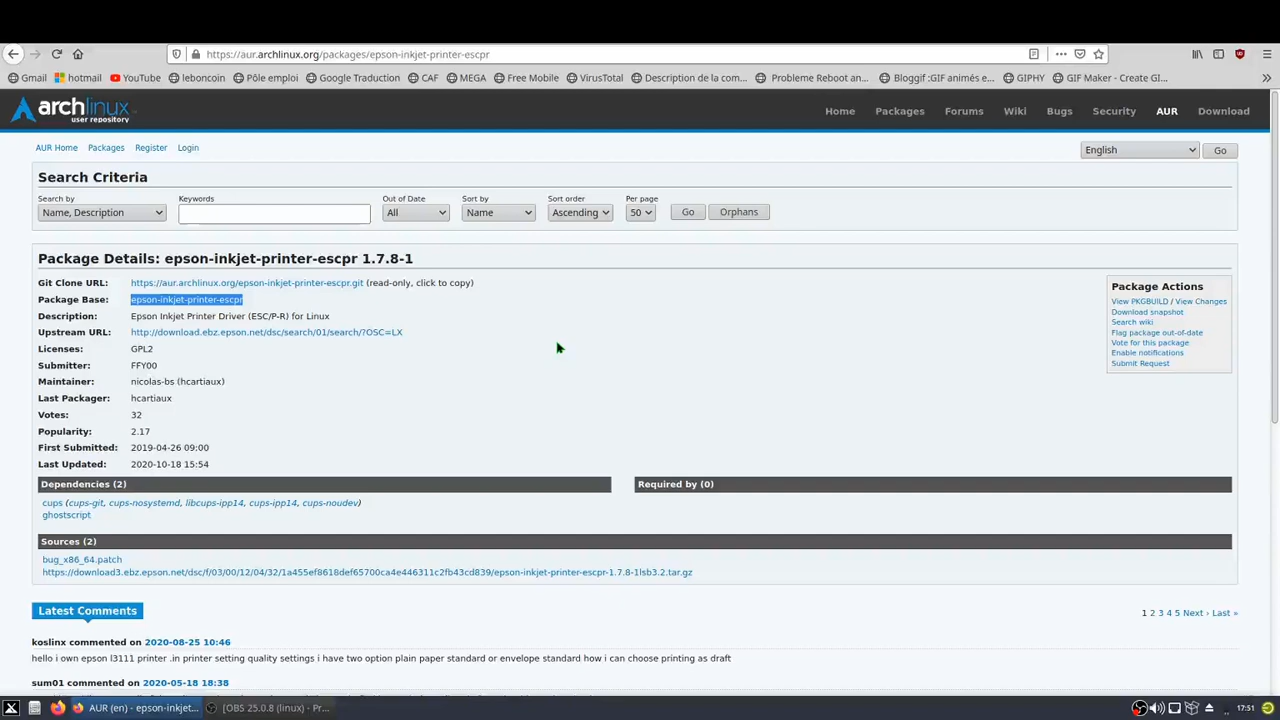 https://aur.archlinux.org/packages/epson-inkjet-printer-escpr
Gmail hotmail YouTube leboncoin Pôle emploi Google Traduction CAF MEGA Free Mobile VirusTotal Description de la com... Probleme Reboot an... Bloggif :GIF animés e... GIPHY GIF Maker - Create GI...
archlinux
user repository
Home Packages Forums Wiki Bugs Security AUR Download
AUR Home Packages Register Login
English Go
Search Criteria
Search by Keywords Out of Date Sort by Sort order Per page
Name, Description All Name Ascending 50 Go Orphans
Package Details: epson-inkjet-printer-escpr 1.7.8-1
Git Clone URL: https://aur.archlinux.org/epson-inkjet-printer-escpr.git (read-only, click to copy)
Package Base: epson-inkjet-printer-escpr
Description: Epson Inkjet Printer Driver (ESC/P-R) for Linux
Upstream URL: http://download.ebz.epson.net/dsc/search/01/search/?OSC=LX
Licenses: GPL2
Submitter: FFY00
Maintainer: nicolas-bs (hcartiaux)
Last Packager: hcartiaux
Votes: 32
Popularity: 2.17
First Submitted: 2019-04-26 09:00
Last Updated: 2020-10-18 15:54
Package Actions
View PKGBUILD / View Changes
Download snapshot
Search wiki
Flag package out-of-date
Vote for this package
Enable notifications
Submit Request
Dependencies (2)
cups (cups-git, cups-nosystemd, libcups-ipp14, cups-ipp14, cups-noudev)
ghostscript
Required by (0)
Sources (2)
bug_x86_64.patch
https://download3.ebz.epson.net/dsc/f/03/00/12/04/32/1a455ef8618def65700ca4e446311c2fb43cd839/epson-inkjet-printer-escpr-1.7.8-1lsb3.2.tar.gz
Latest Comments
1 2 3 4 5 Next › Last »
koslinx commented on 2020-08-25 10:46
hello i own epson l3111 printer .in printer setting quality settings i have two option plain paper standard or envelope standard how i can choose printing as draft
sum01 commented on 2020-05-18 18:38
AUR (en) - epson-inkjet... [OBS 25.0.8 (linux) - Pr... 17:51